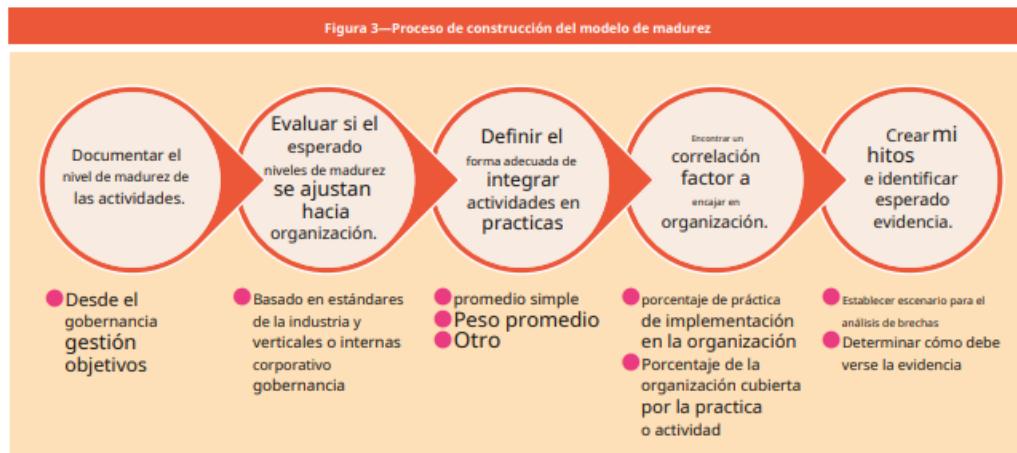 Figura 3—Proceso de construcción del modelo de madurez
Documentar el
nivel de madurez de
las actividades.
Evaluar si el
esperado
niveles de madurez
se ajustan
hacia
organización.
Definir el
forma adecuada de
integrar
actividades en
practicas
Encontrar un
correlación
factor a
encajar en
organización.
Crear mi
hitos
e identificar
esperado
evidencia.
Desde el
gobernancia
gestión
objetivos
Basado en estándares
de la industria y
verticales o internas
corporativo
gobernancia
promedio simple
Peso promedio
Otro
porcentaje de práctica
de implementación
en la organización
Porcentaje de la
organización cubierta
por la practica
o actividad
Establecer escenario para el
análisis de brechas
Determinar cómo debe
verse la evidencia